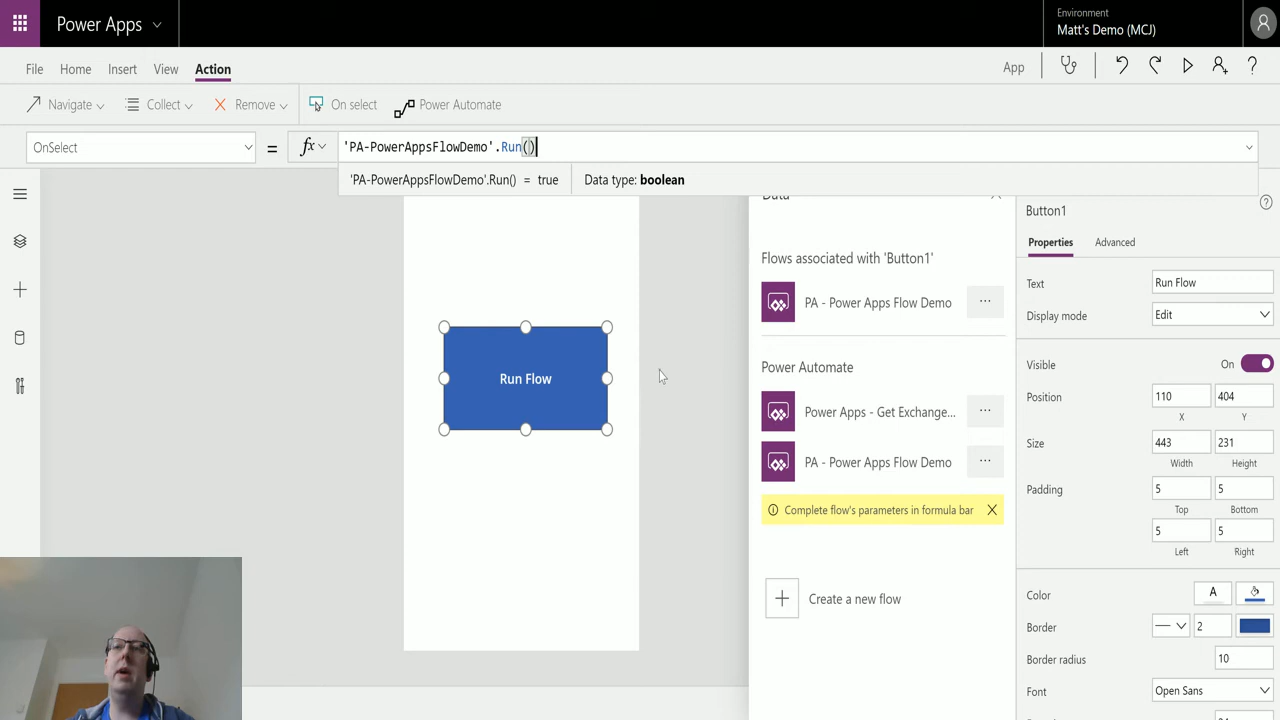 Power Apps
Environment
Matt's Demo (MCJ)
File
Home
Insert
View
Action
App
?
Navigate
Collect
Remove
On select
Power Automate
OnSelect
=
fx
'PA-PowerAppsFlowDemo'.Run()
'PA-PowerAppsFlowDemo'.Run() = true
Data type: boolean
Flows associated with 'Button1'
PA - Power Apps Flow Demo
...
Power Automate
Power Apps - Get Exchange...
...
PA - Power Apps Flow Demo
...
Complete flow's parameters in formula bar
Create a new flow
Run Flow
Button1
Properties
Advanced
Text
Run Flow
Display mode
Edit
Visible
On
Position
110
404
X
Y
Size
443
231
Width
Height
Padding
5
5
Top
Bottom
5
5
Left
Right
Color
A
Border
2
Border radius
10
Font
Open Sans